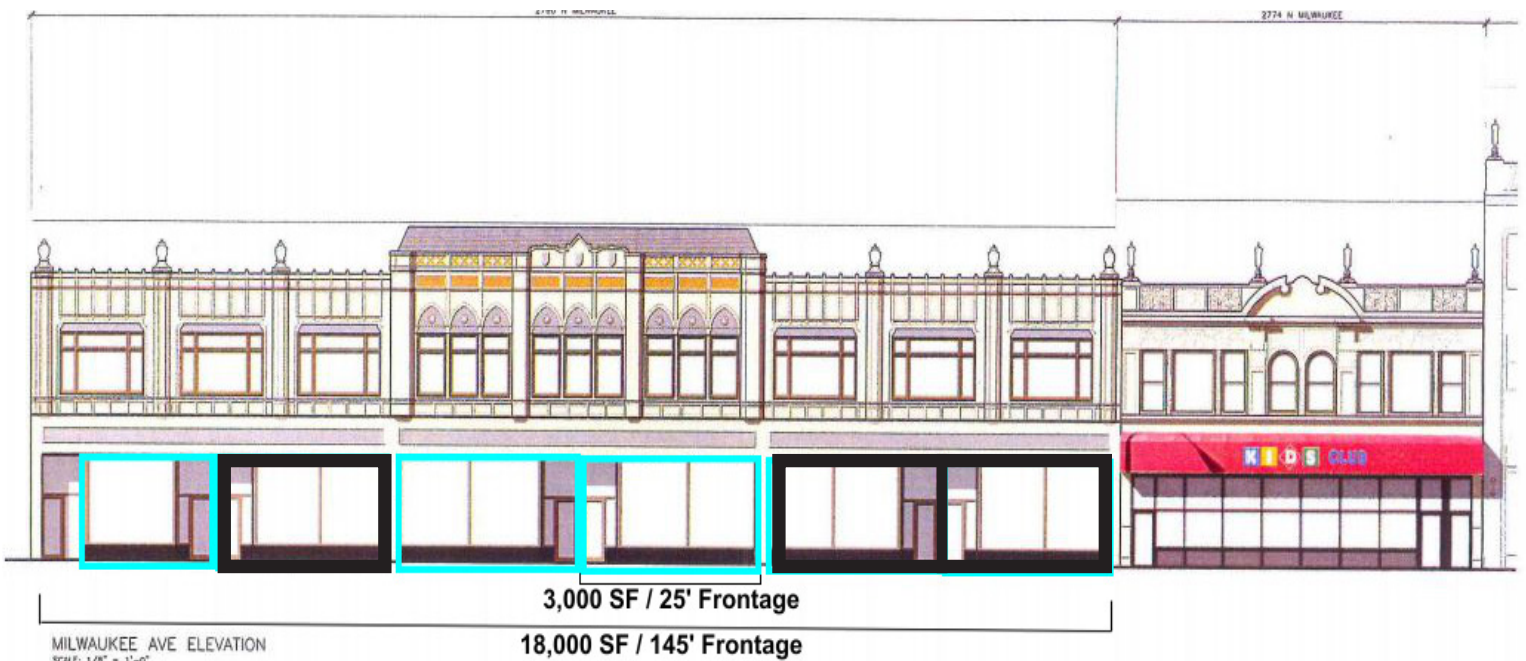 2774 N MILWAUKEE
KIDS CLUB
3,000 SF / 25' Frontage
18,000 SF / 145' Frontage
MILWAUKEE AVE ELEVATION